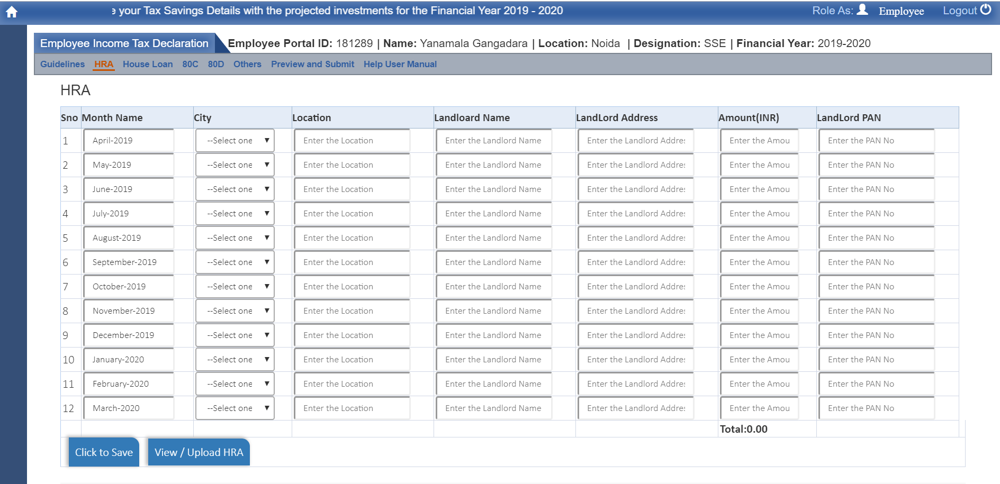 your Tax Savings Details with the projected investments for the Financial Year 2019 - 2020
Role As: Employee Logout
Employee Income Tax Declaration
Employee Portal ID: 181289 | Name: Yanamala Gangadara | Location: Noida | Designation: SSE | Financial Year: 2019-2020
Guidelines HRA House Loan 80C 80D Others Preview and Submit Help User Manual
HRA
Sno Month Name City Location Landloard Name LandLord Address Amount(INR) LandLord PAN
1 April-2019 --Select one Enter the Location Enter the Landlord Name Enter the Landlord Addre Enter the Amou Enter the PAN No
2 May-2019 --Select one Enter the Location Enter the Landlord Name Enter the Landlord Addre Enter the Amou Enter the PAN No
3 June-2019 --Select one Enter the Location Enter the Landlord Name Enter the Landlord Addre Enter the Amou Enter the PAN No
4 July-2019 --Select one Enter the Location Enter the Landlord Name Enter the Landlord Addre Enter the Amou Enter the PAN No
5 August-2019 --Select one Enter the Location Enter the Landlord Name Enter the Landlord Addre Enter the Amou Enter the PAN No
6 September-2019 --Select one Enter the Location Enter the Landlord Name Enter the Landlord Addre Enter the Amou Enter the PAN No
7 October-2019 --Select one Enter the Location Enter the Landlord Name Enter the Landlord Addre Enter the Amou Enter the PAN No
8 November-2019 --Select one Enter the Location Enter the Landlord Name Enter the Landlord Addre Enter the Amou Enter the PAN No
9 December-2019 --Select one Enter the Location Enter the Landlord Name Enter the Landlord Addre Enter the Amou Enter the PAN No
10 January-2020 --Select one Enter the Location Enter the Landlord Name Enter the Landlord Addre Enter the Amou Enter the PAN No
11 February-2020 --Select one Enter the Location Enter the Landlord Name Enter the Landlord Addre Enter the Amou Enter the PAN No
12 March-2020 --Select one Enter the Location Enter the Landlord Name Enter the Landlord Addre Enter the Amou Enter the PAN No
Total:0.00
Click to Save View / Upload HRA